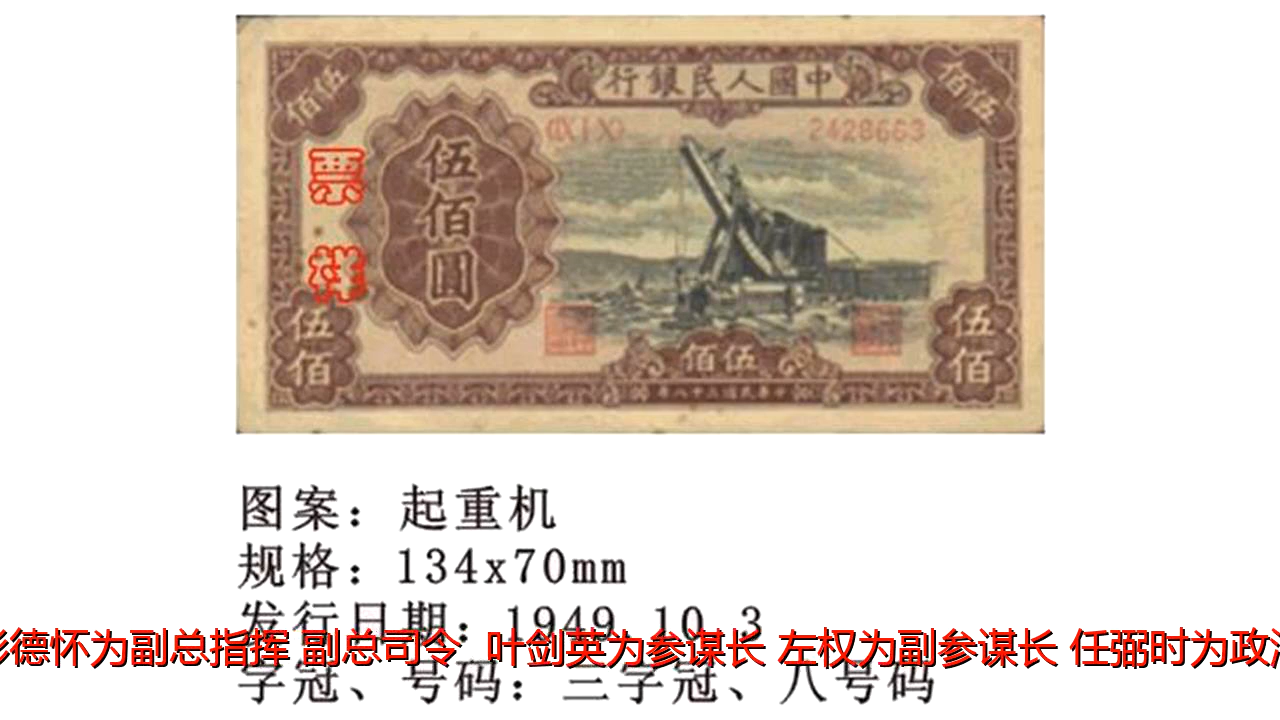 中國人民銀行
伍佰
伍佰
(IX I X)
2428663
伍佰圓
票样
伍佰
伍佰
伍佰
图案：起重机
规格：134x70mm
发行日期：1949.10.3
德怀为副总指挥 副总司令 叶剑英为参谋长 左权为副参谋长 任弼时为政
字冠、号码：三字冠、八号码